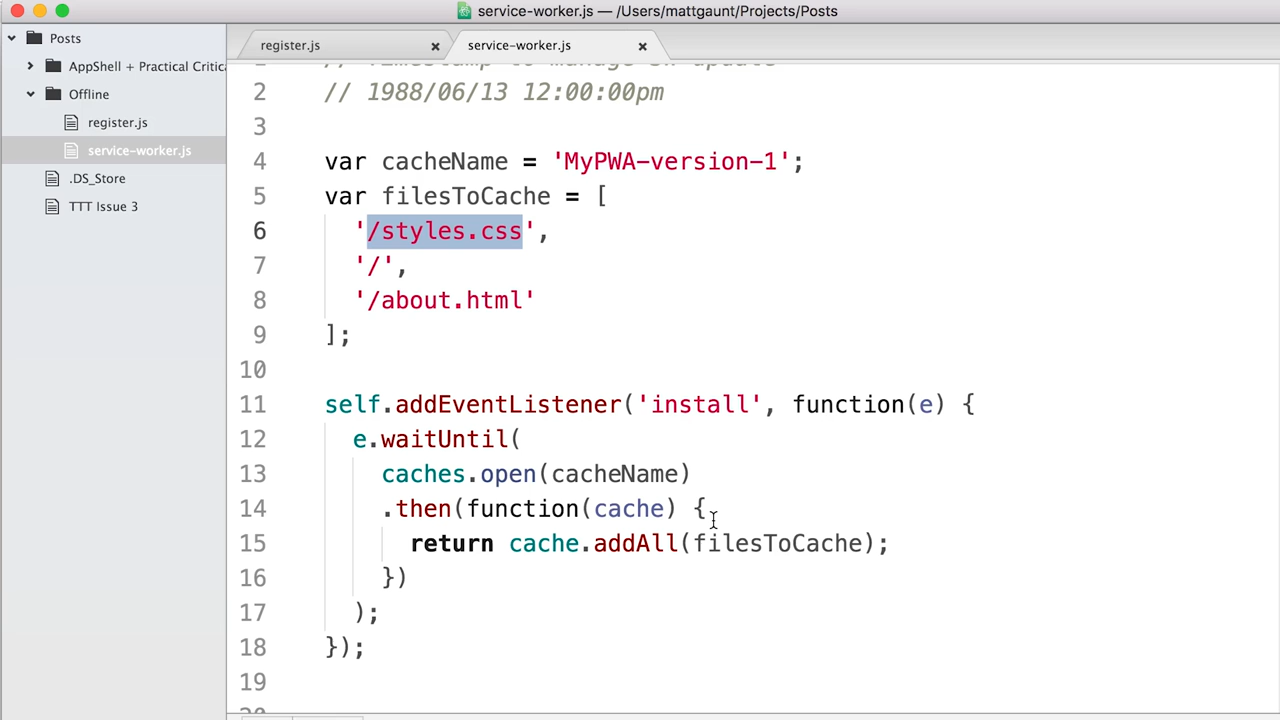 service-worker.js — /Users/mattgaunt/Projects/Posts
Posts
AppShell + Practical Critica
Offline
register.js
service-worker.js
.DS_Store
TTT Issue 3
register.js
service-worker.js
2 // 1988/06/13 12:00:00pm
3
4 var cacheName = 'MyPWA-version-1';
5 var filesToCache = [
6 '/styles.css',
7 '/',
8 '/about.html'
9 ];
10
11 self.addEventListener('install', function(e) {
12 e.waitUntil(
13 caches.open(cacheName)
14 .then(function(cache) {
15 return cache.addAll(filesToCache);
16 })
17 );
18 });
19